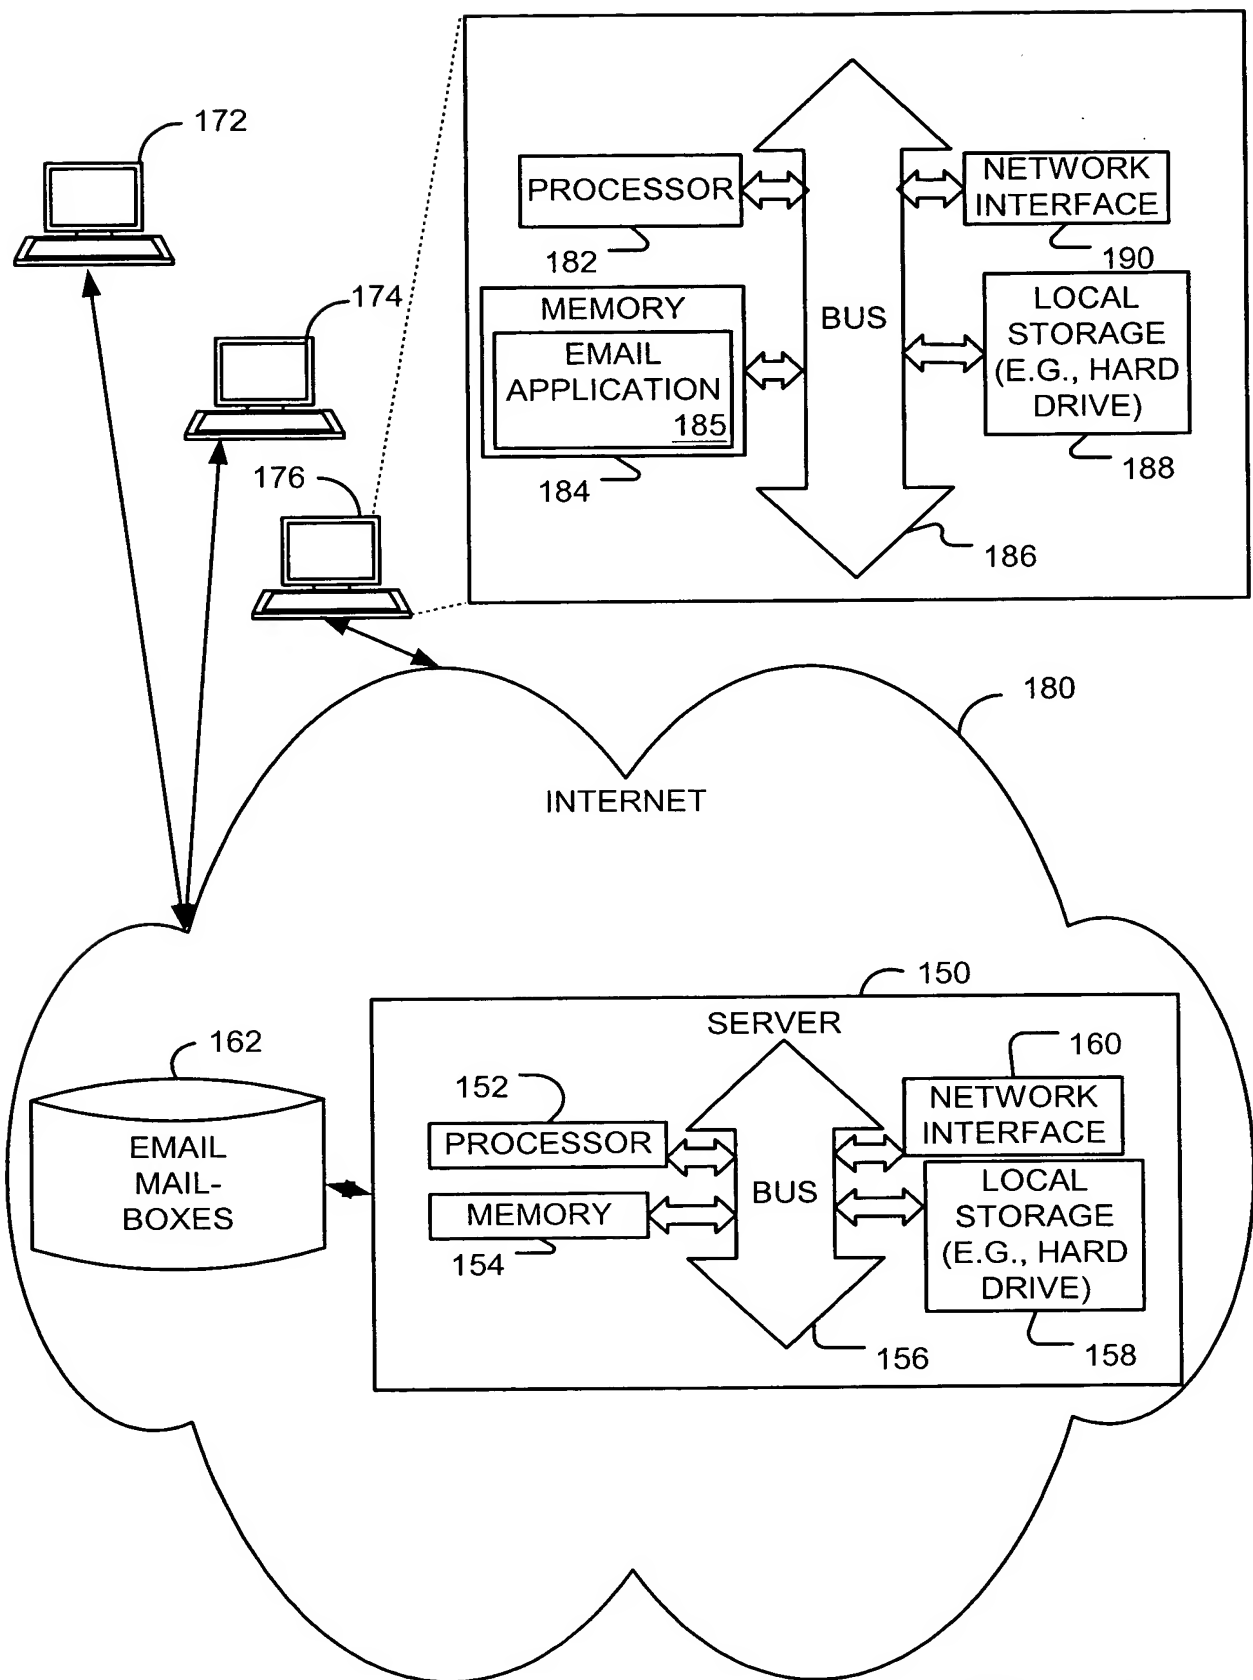 172
174
176
PROCESSOR
182
MEMORY
EMAIL
APPLICATION
185
184
BUS
NETWORK
INTERFACE
190
LOCAL
STORAGE
(E.G., HARD
DRIVE)
188
186
180
INTERNET
150
SERVER
162
EMAIL
MAIL-
BOXES
152
PROCESSOR
MEMORY
154
BUS
160
NETWORK
INTERFACE
LOCAL
STORAGE
(E.G., HARD
DRIVE)
156
158